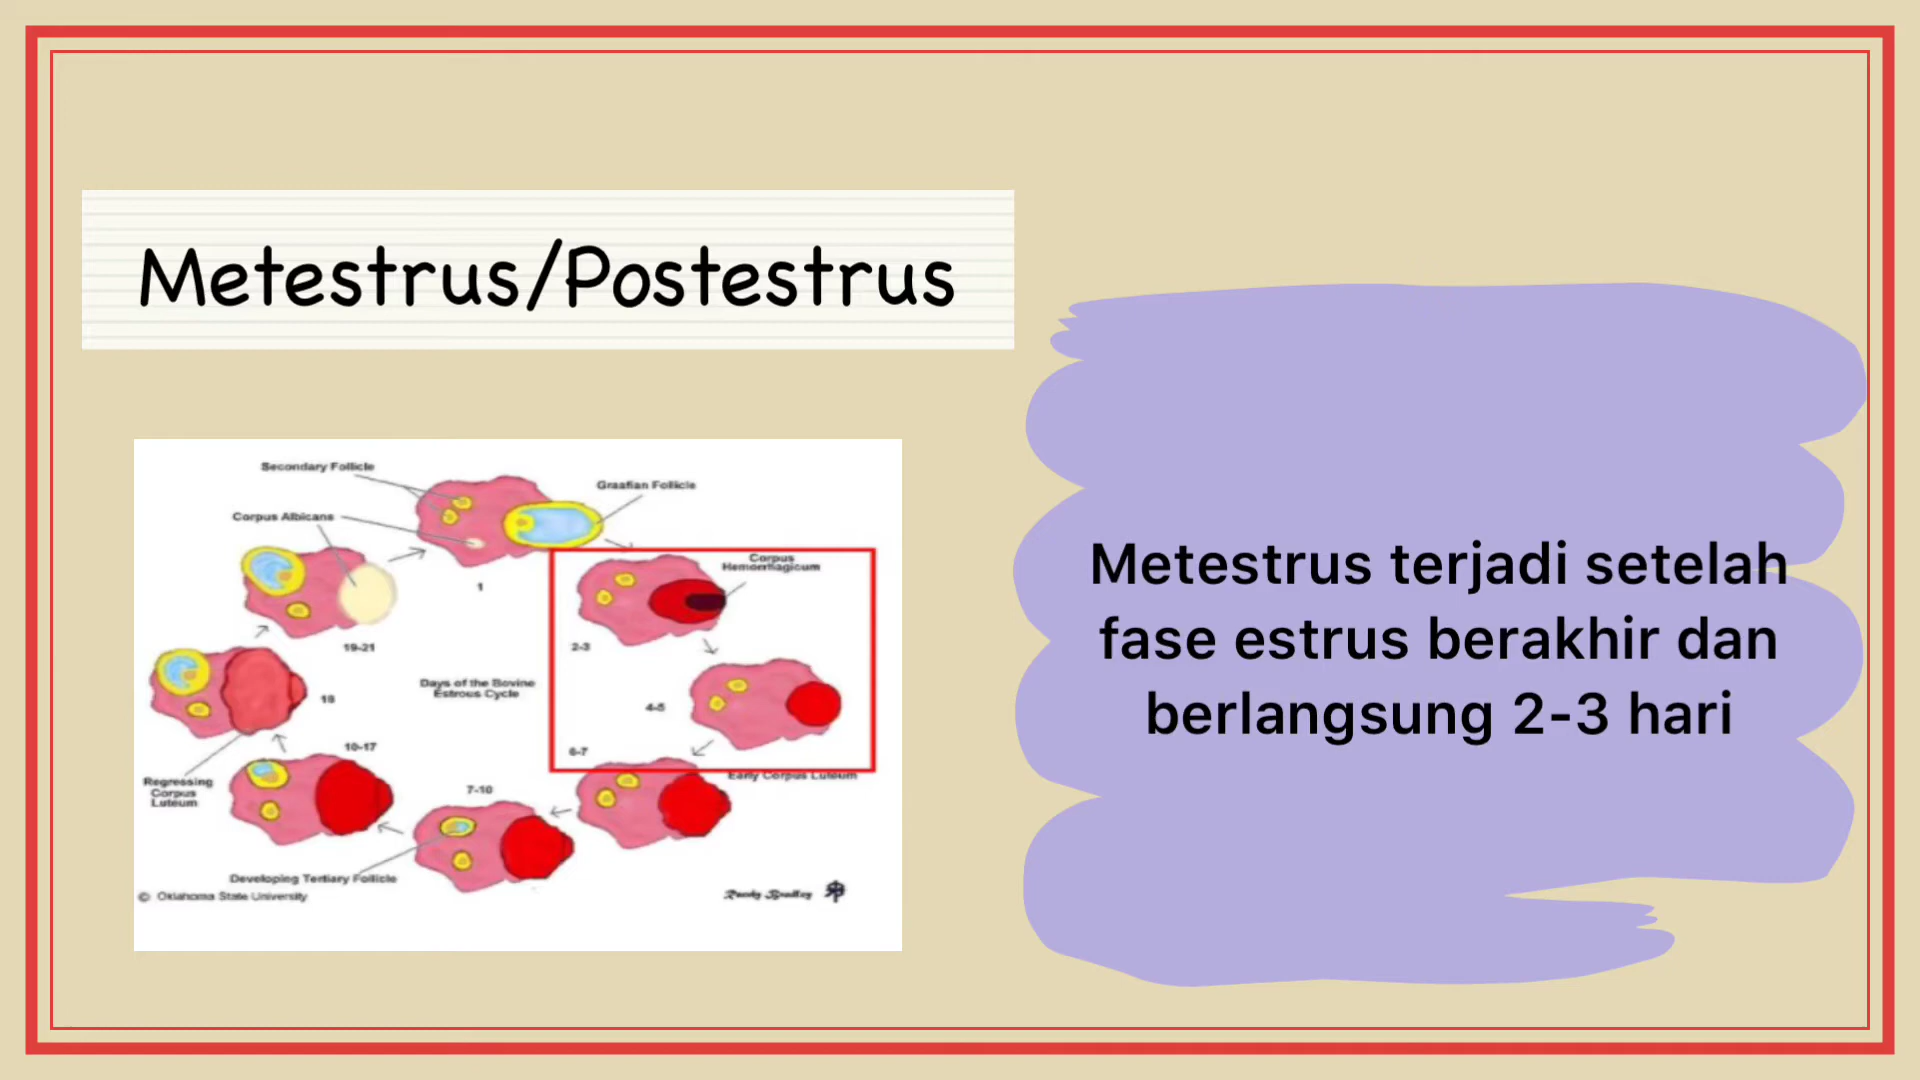 Metestrus/Postestrus
Secondary Follicle
Graafian Follicle
Corpus Albicans
Corpus
Hemorrhagicum
1
2-3
19-21
Days of the Bovine
Estrous Cycle
4-5
18
10-17
6-7
Early Corpus Luteum
Regressing
Corpus
Luteum
7-10
Developing Tertiary Follicle
© Oklahoma State University
Metestrus terjadi setelah
fase estrus berakhir dan
berlangsung 2-3 hari